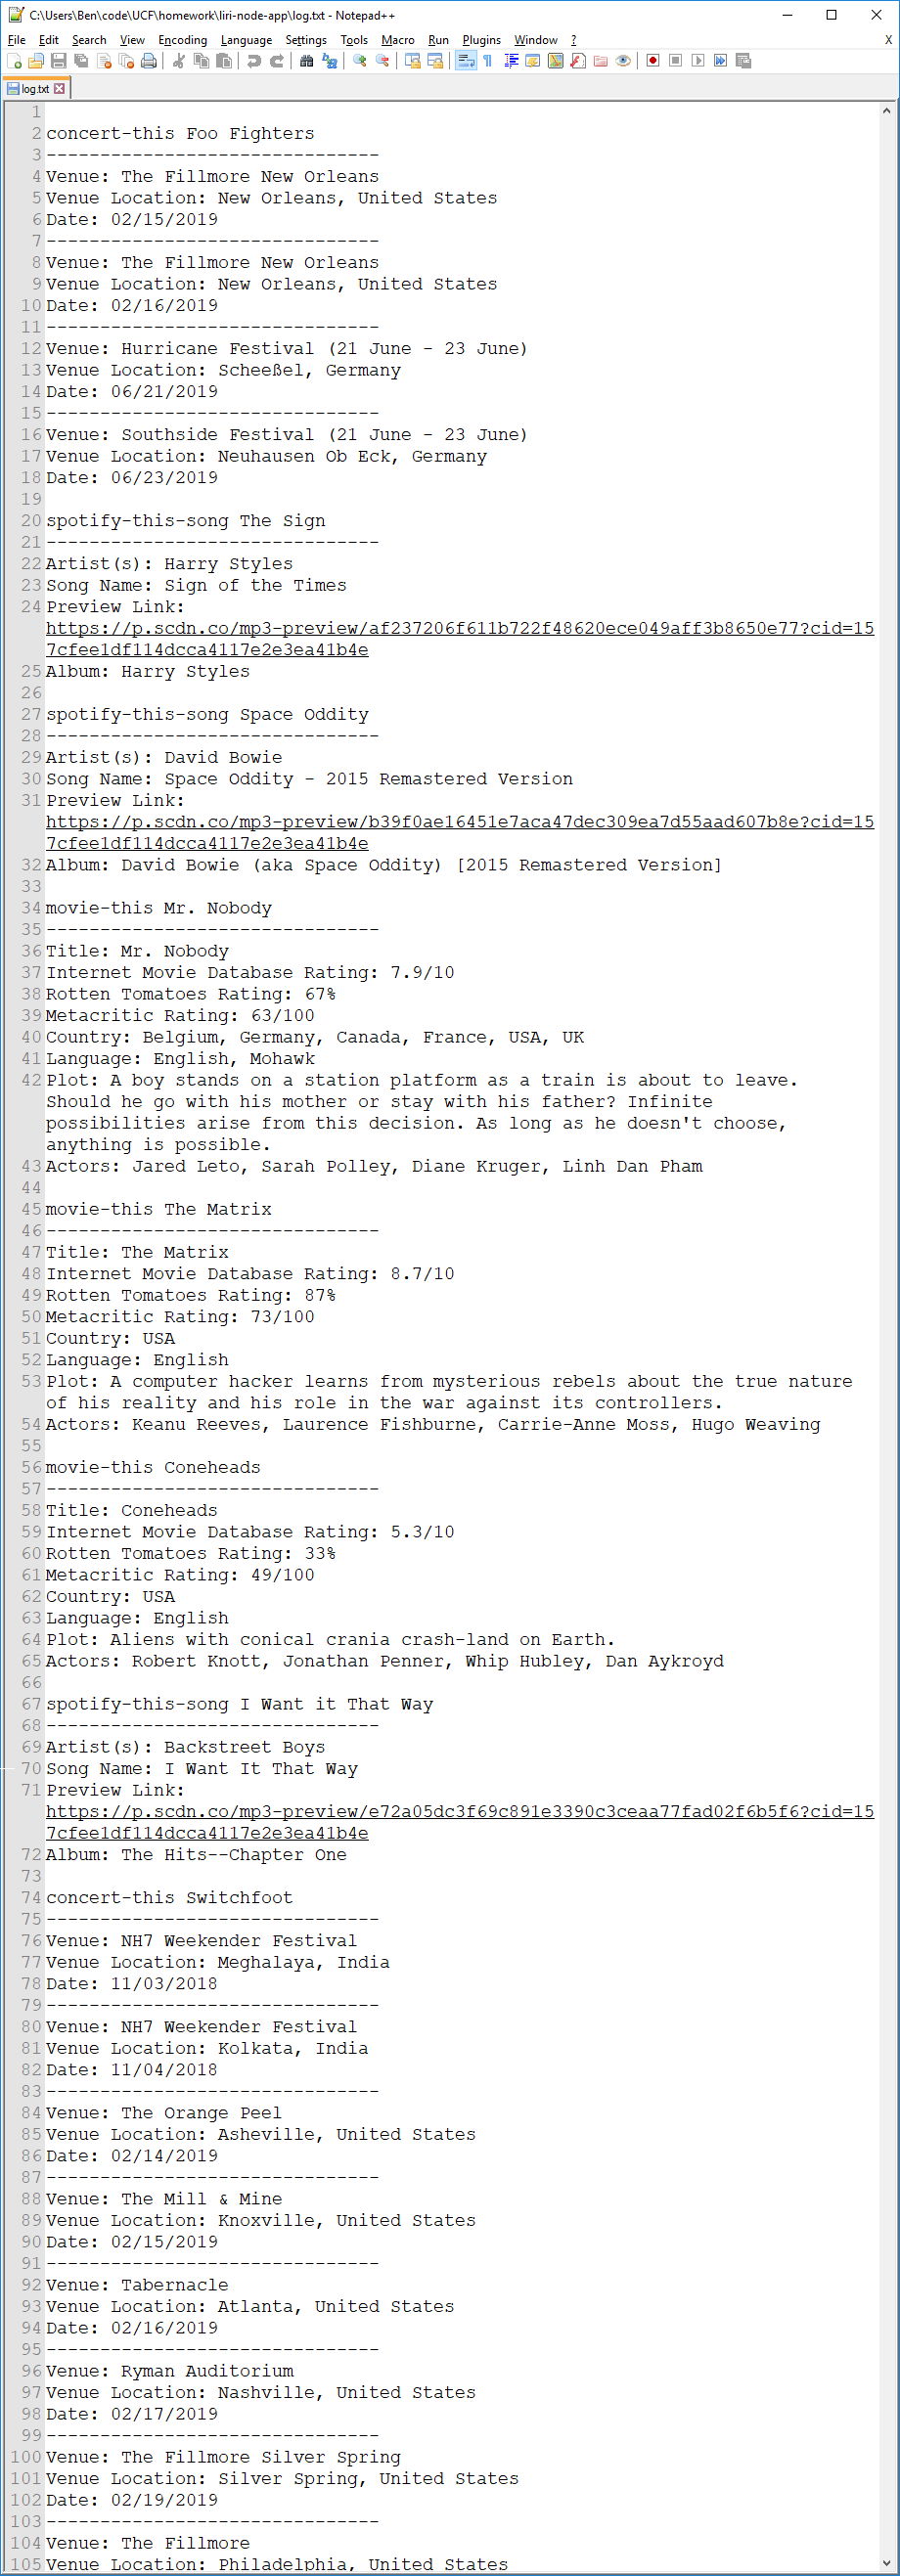 C:\Users\Ben\code\UCF\homework\liri-node-app\log.txt - Notepad++
File Edit Search View Encoding Language Settings Tools Macro Run Plugins Window ? X
log.txt
1
2 concert-this Foo Fighters
3 -------------------------------
4 Venue: The Fillmore New Orleans
5 Venue Location: New Orleans, United States
6 Date: 02/15/2019
7 -------------------------------
8 Venue: The Fillmore New Orleans
9 Venue Location: New Orleans, United States
10 Date: 02/16/2019
11 -------------------------------
12 Venue: Hurricane Festival (21 June - 23 June)
13 Venue Location: Scheeßel, Germany
14 Date: 06/21/2019
15 -------------------------------
16 Venue: Southside Festival (21 June - 23 June)
17 Venue Location: Neuhausen Ob Eck, Germany
18 Date: 06/23/2019
19
20 spotify-this-song The Sign
21 -------------------------------
22 Artist(s): Harry Styles
23 Song Name: Sign of the Times
24 Preview Link:
https://p.scdn.co/mp3-preview/af237206f611b722f48620ece049aff3b8650e77?cid=15
7cfee1df114dcca4117e2e3ea41b4e
25 Album: Harry Styles
26
27 spotify-this-song Space Oddity
28 -------------------------------
29 Artist(s): David Bowie
30 Song Name: Space Oddity - 2015 Remastered Version
31 Preview Link:
https://p.scdn.co/mp3-preview/b39f0ae16451e7aca47dec309ea7d55aad607b8e?cid=15
7cfee1df114dcca4117e2e3ea41b4e
32 Album: David Bowie (aka Space Oddity) [2015 Remastered Version]
33
34 movie-this Mr. Nobody
35 -------------------------------
36 Title: Mr. Nobody
37 Internet Movie Database Rating: 7.9/10
38 Rotten Tomatoes Rating: 67%
39 Metacritic Rating: 63/100
40 Country: Belgium, Germany, Canada, France, USA, UK
41 Language: English, Mohawk
42 Plot: A boy stands on a station platform as a train is about to leave.
Should he go with his mother or stay with his father? Infinite
possibilities arise from this decision. As long as he doesn't choose,
anything is possible.
43 Actors: Jared Leto, Sarah Polley, Diane Kruger, Linh Dan Pham
44
45 movie-this The Matrix
46 -------------------------------
47 Title: The Matrix
48 Internet Movie Database Rating: 8.7/10
49 Rotten Tomatoes Rating: 87%
50 Metacritic Rating: 73/100
51 Country: USA
52 Language: English
53 Plot: A computer hacker learns from mysterious rebels about the true nature
of his reality and his role in the war against its controllers.
54 Actors: Keanu Reeves, Laurence Fishburne, Carrie-Anne Moss, Hugo Weaving
55
56 movie-this Coneheads
57 -------------------------------
58 Title: Coneheads
59 Internet Movie Database Rating: 5.3/10
60 Rotten Tomatoes Rating: 33%
61 Metacritic Rating: 49/100
62 Country: USA
63 Language: English
64 Plot: Aliens with conical crania crash-land on Earth.
65 Actors: Robert Knott, Jonathan Penner, Whip Hubley, Dan Aykroyd
66
67 spotify-this-song I Want it That Way
68 -------------------------------
69 Artist(s): Backstreet Boys
70 Song Name: I Want It That Way
71 Preview Link:
https://p.scdn.co/mp3-preview/e72a05dc3f69c891e3390c3ceaa77fad02f6b5f6?cid=15
7cfee1df114dcca4117e2e3ea41b4e
72 Album: The Hits--Chapter One
73
74 concert-this Switchfoot
75 -------------------------------
76 Venue: NH7 Weekender Festival
77 Venue Location: Meghalaya, India
78 Date: 11/03/2018
79 -------------------------------
80 Venue: NH7 Weekender Festival
81 Venue Location: Kolkata, India
82 Date: 11/04/2018
83 -------------------------------
84 Venue: The Orange Peel
85 Venue Location: Asheville, United States
86 Date: 02/14/2019
87 -------------------------------
88 Venue: The Mill & Mine
89 Venue Location: Knoxville, United States
90 Date: 02/15/2019
91 -------------------------------
92 Venue: Tabernacle
93 Venue Location: Atlanta, United States
94 Date: 02/16/2019
95 -------------------------------
96 Venue: Ryman Auditorium
97 Venue Location: Nashville, United States
98 Date: 02/17/2019
99 -------------------------------
100 Venue: The Fillmore Silver Spring
101 Venue Location: Silver Spring, United States
102 Date: 02/19/2019
103 -------------------------------
104 Venue: The Fillmore
105 Venue Location: Philadelphia, United States